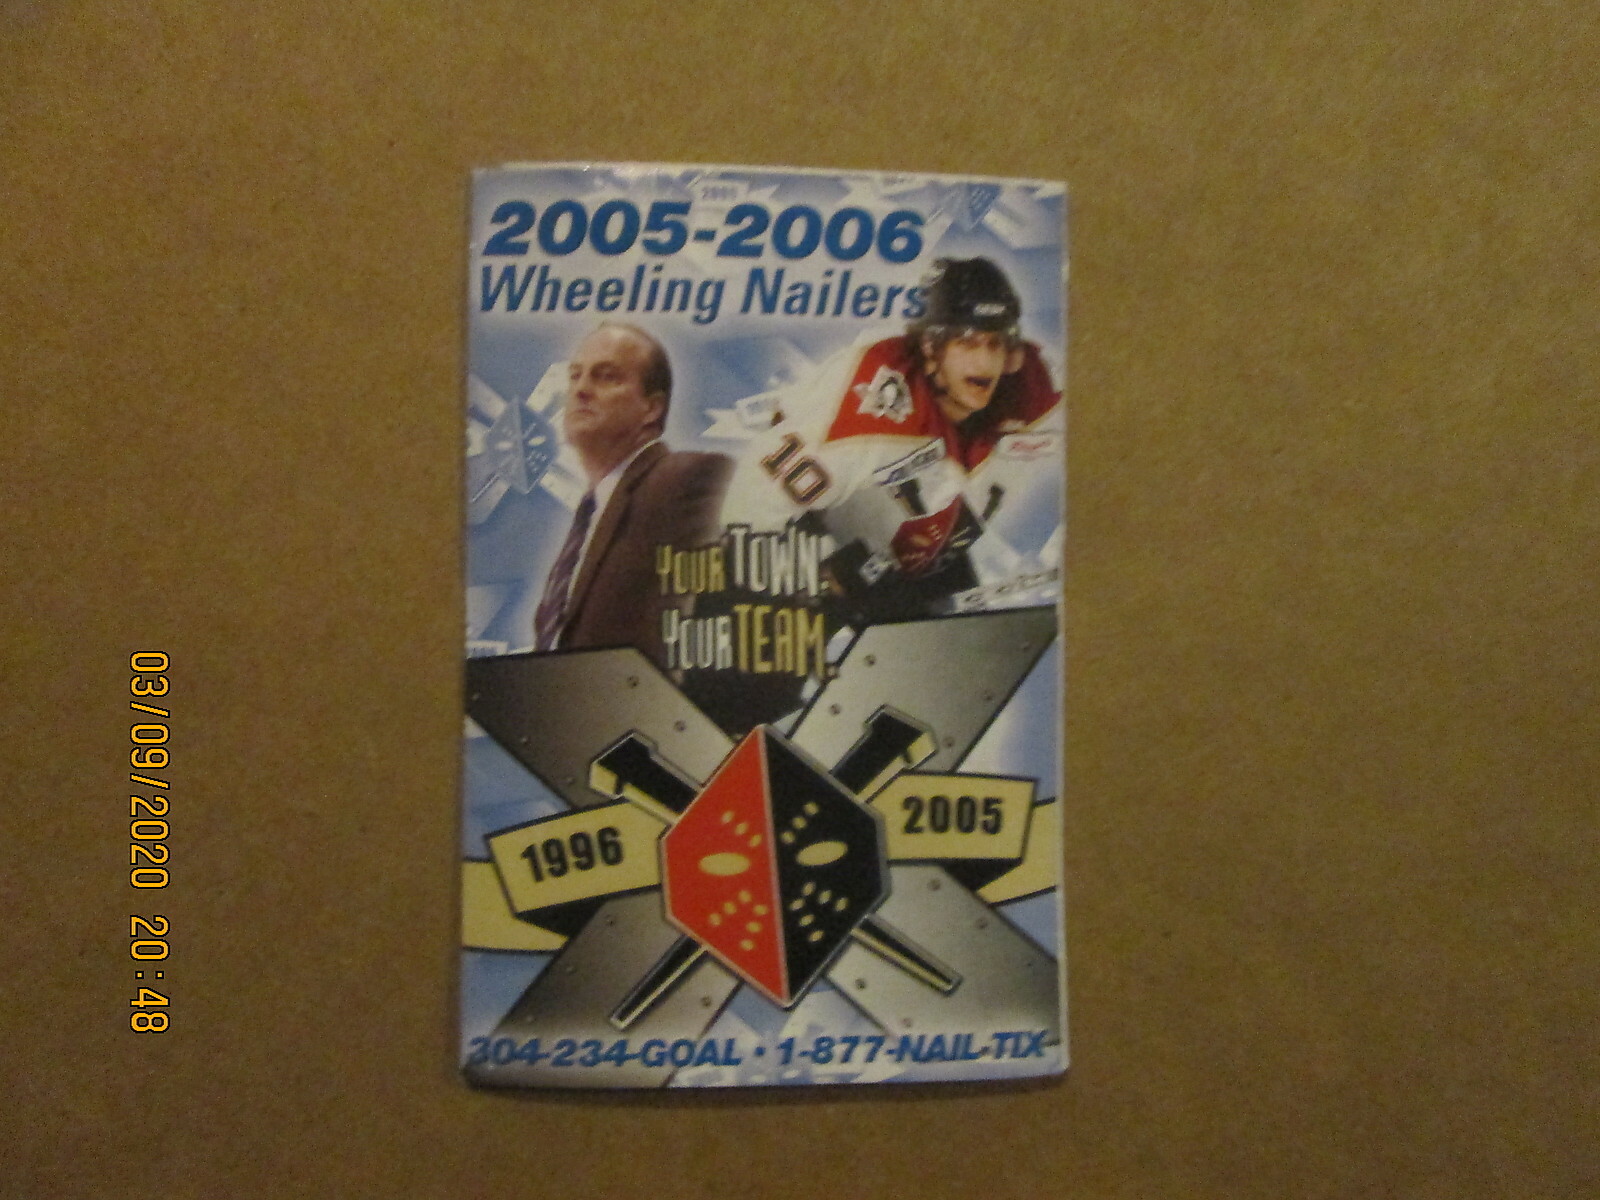 2005-2006
Wheeling Nailers
10
YOUR TOWN.
YOUR TEAM.
1996
2005
304-234-GOAL • 1-877-NAIL-TIX
03/09/2020 20:48